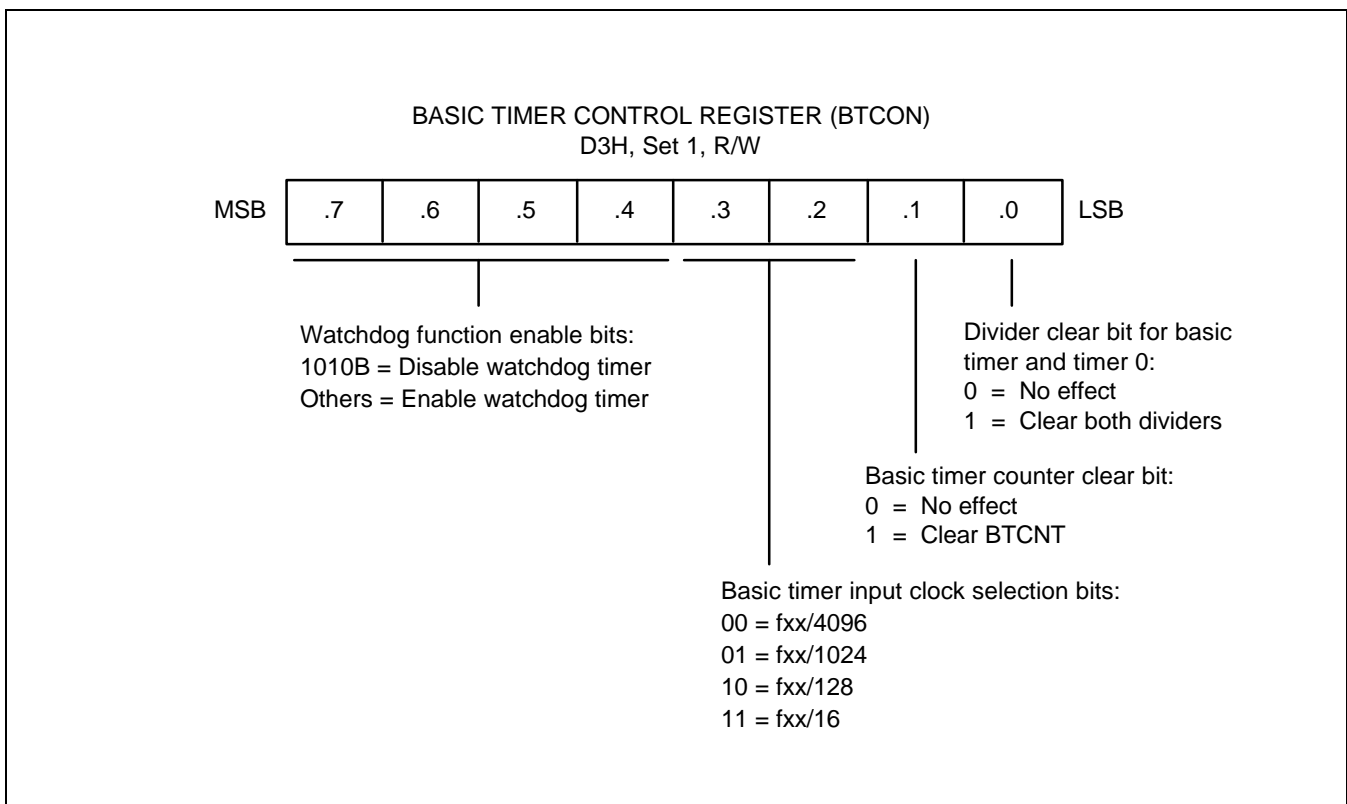 BASIC TIMER CONTROL REGISTER (BTCON)
D3H, Set 1, R/W
MSB .7 .6 .5 .4 .3 .2 .1 .0 LSB
Watchdog function enable bits:
1010B = Disable watchdog timer
Others = Enable watchdog timer
Divider clear bit for basic
timer and timer 0:
0 = No effect
1 = Clear both dividers
Basic timer counter clear bit:
0 = No effect
1 = Clear BTCNT
Basic timer input clock selection bits:
00 = fxx/4096
01 = fxx/1024
10 = fxx/128
11 = fxx/16